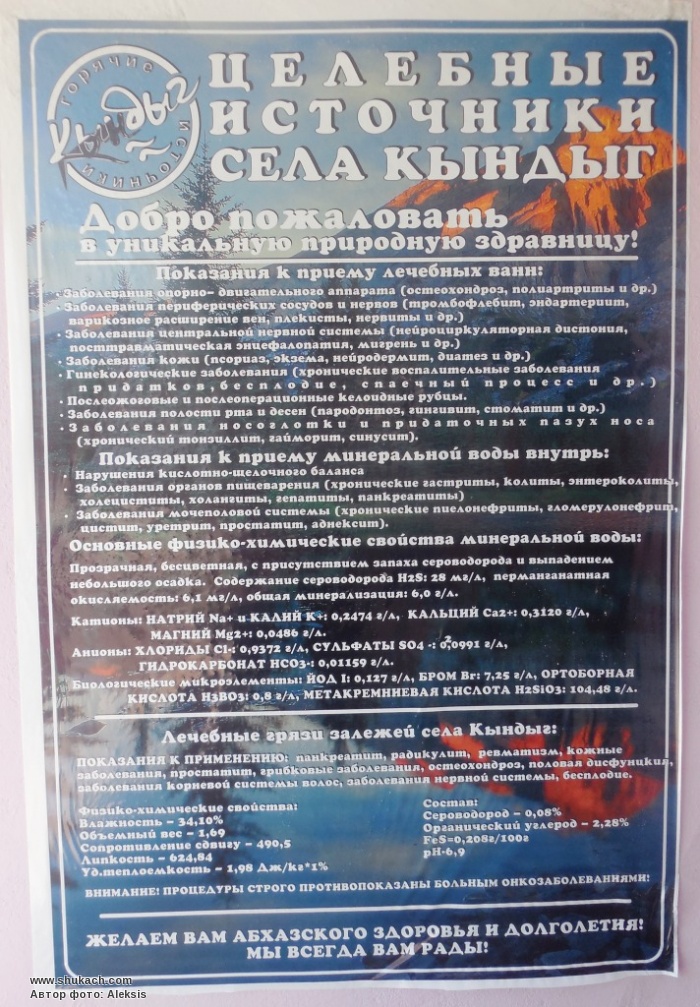 ГОРЯЧИЕ
Кындыг
ИСТОЧНИКИ
ЦЕЛЕБНЫЕ
ИСТОЧНИКИ
СЕЛА КЫНДЫГ
Добро пожаловать
в уникальную природную здравницу!
Показания к приему лечебных ванн:
· Заболевания опорно- двигательного аппарата (остеохондроз, полиартриты и др.)
· Заболевания периферических сосудов и нервов (тромбофлебит, эндартериит,
варикозное расширение вен, плекисты, нервиты и др.)
· Заболевания центральной нервной системы (нейроциркуляторная дистония,
посттравматическая энцефалопатия, мигрень и др.)
· Заболевания кожи (псориаз, экзема, нейродермит, диатез и др.)
· Гинекологические заболевания (хронические воспалительные заболевания
придатков,бесплодие, спаечный процесс и др.)
· Послеожоговые и послеоперационные келоидные рубцы.
· Заболевания полости рта и десен (пародонтоз, гингивит, стоматит и др.)
· Заболевания носоглотки и придаточных пазух носа
(хронический тонзиллит, гайморит, синусит).
Показания к приему минеральной воды внутрь:
· Нарушения кислотно-щелочного баланса
· Заболевания органов пищеварения (хронические гастриты, колиты, энтероколиты,
холециститы, холангиты, гепатиты, панкреатиты)
· Заболевания мочеполовой системы (хронические пиелонефриты, гломерулонефрит,
цистит, уретрит, простатит, аднексит).
Основные физико-химические свойства минеральной воды:
Прозрачная, бесцветная, с присутствием запаха сероводорода и выпадением
небольшого осадка. Содержание сероводорода H2S: 28 мг/л, перманганатная
окисляемость: 6,1 мг/л, общая минерализация: 6,0 г/л.
Катионы: НАТРИЙ Na+ и КАЛИЙ K+: 0,2474 г/л, КАЛЬЦИЙ Ca2+: 0,3120 г/л,
МАГНИЙ Mg2+: 0,0486 г/л.
Анионы: ХЛОРИДЫ Cl-: 0,9372 г/л, СУЛЬФАТЫ SO4 -: 0,0991 г/л,
ГИДРОКАРБОНАТ HCO3-: 0,01159 г/л.
Биологические микроэлементы: ЙОД I: 0,127 г/л, БРОМ Br: 7,25 г/л, ОРТОБОРНАЯ
КИСЛОТА H3BO3: 0,8 г/л, МЕТАКРЕМНИЕВАЯ КИСЛОТА H2SiO3: 104,48 г/л.
Лечебные грязи залежей села Кындыг:
ПОКАЗАНИЯ К ПРИМЕНЕНИЮ: панкреатит, радикулит, ревматизм, кожные
заболевания, простатит, грибковые заболевания, остеохондроз, половая дисфункция,
заболевания корневой системы волос, заболевания нервной системы, бесплодие.
Физико-химические свойства:
Влажность – 34,10%
Объемный вес – 1,69
Сопротивление сдвигу – 490,5
Липкость – 624,84
Уд.теплоемкость – 1,98 Дж/кг*1%
Состав:
Сероводород – 0,08%
Органический углерод – 2,28%
FeS=0,208г/100г
pH-6,9
ВНИМАНИЕ! ПРОЦЕДУРЫ СТРОГО ПРОТИВОПОКАЗАНЫ БОЛЬНЫМ ОНКОЗАБОЛЕВАНИЯМИ!
ЖЕЛАЕМ ВАМ АБХАЗСКОГО ЗДОРОВЬЯ И ДОЛГОЛЕТИЯ!
МЫ ВСЕГДА ВАМ РАДЫ!
www.shukach.com
Автор фото: Aleksis